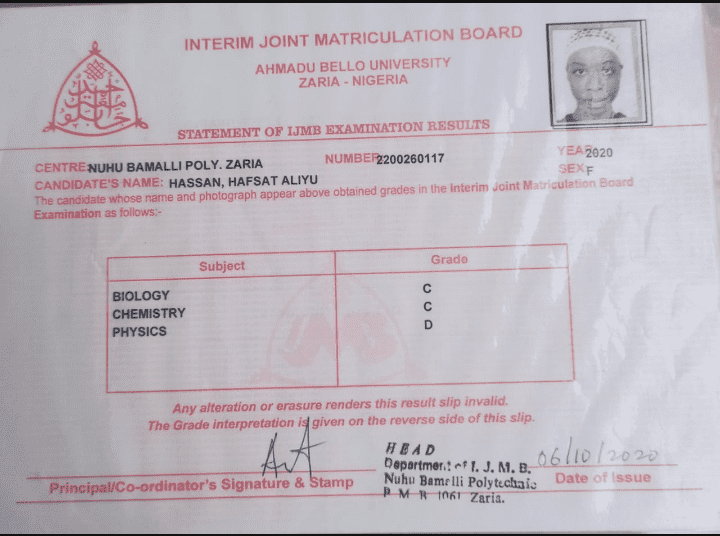 INTERIM JOINT MATRICULATION BOARD
AHMADU BELLO UNIVERSITY
ZARIA - NIGERIA
STATEMENT OF IJMB EXAMINATION RESULTS
CENTRE: NUHU BAMALLI POLY. ZARIA NUMBER 2200260117 YEAR 2020
CANDIDATE'S NAME: HASSAN, HAFSAT ALIYU SEX F
The candidate whose name and photograph appear above obtained grades in the Interim Joint Matriculation Board
Examination as follows:-
Subject Grade
BIOLOGY C
CHEMISTRY C
PHYSICS D
Any alteration or erasure renders this result slip invalid.
The Grade interpretation is given on the reverse side of this slip.
HEAD
Department of I. J. M. B. 06/10/2020
Principal/Co-ordinator's Signature & Stamp Nuhu Bamalli Polytechnic Date of Issue
P M B 1061 Zaria.